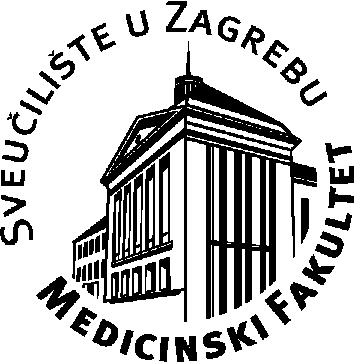 SVEUČILIŠTE U ZAGREBU
MEDICINSKI FAKULTET